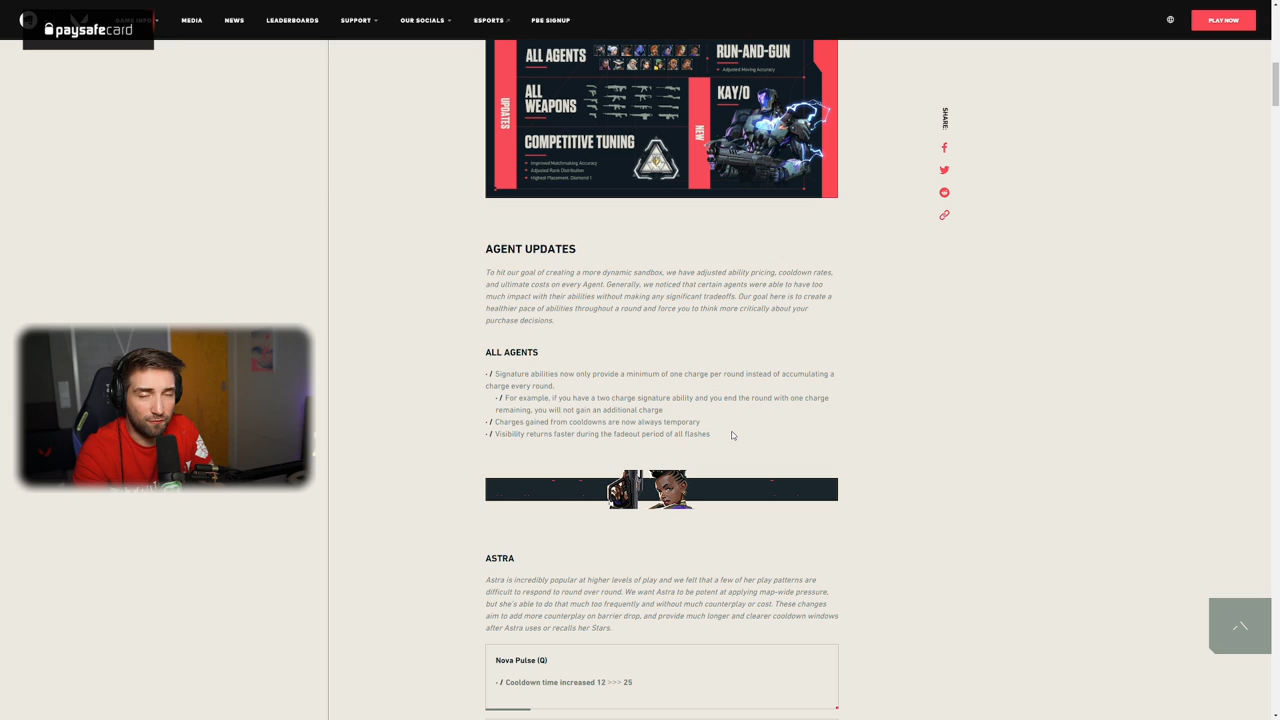 paysafecard
MEDIA
NEWS
LEADERBOARDS
SUPPORT
OUR SOCIALS
ESPORTS
PBE SIGNUP
PLAY NOW
UPDATES
ALL AGENTS
ALL
WEAPONS
COMPETITIVE TUNING
Improved Matchmaking Accuracy
Adjusted Rank Distribution
Highest Placement, Diamond 1
NEW
RUN-AND-GUN
Adjusted Moving Accuracy
KAY/O
SHARE:
AGENT UPDATES
To hit our goal of creating a more dynamic sandbox, we have adjusted ability pricing, cooldown rates,
and ultimate costs on every Agent. Generally, we noticed that certain agents were able to have too
much impact with their abilities without making any significant tradeoffs. Our goal here is to create a
healthier pace of abilities throughout a round and force you to think more critically about your
purchase decisions.
ALL AGENTS
· / Signature abilities now only provide a minimum of one charge per round instead of accumulating a
charge every round.
· / For example, if you have a two charge signature ability and you end the round with one charge
remaining, you will not gain an additional charge
· / Charges gained from cooldowns are now always temporary
· / Visibility returns faster during the fadeout period of all flashes
ASTRA
Astra is incredibly popular at higher levels of play and we felt that a few of her play patterns are
difficult to respond to round over round. We want Astra to be potent at applying map-wide pressure,
but she's able to do that much too frequently and without much counterplay or cost. These changes
aim to add more counterplay on barrier drop, and provide much longer and clearer cooldown windows
after Astra uses or recalls her Stars.
Nova Pulse (Q)
· / Cooldown time increased 12 >>> 25